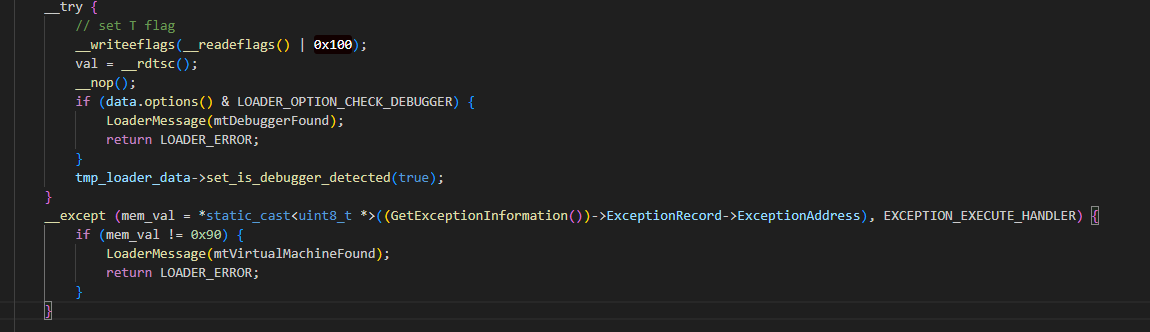 __try {
// set T flag
__writeeflags(__readeflags() | 0x100);
val = __rdtsc();
__nop();
if (data.options() & LOADER_OPTION_CHECK_DEBUGGER) {
LoaderMessage(mtDebuggerFound);
return LOADER_ERROR;
}
tmp_loader_data->set_is_debugger_detected(true);
}
__except (mem_val = *static_cast<uint8_t *>((GetExceptionInformation())->ExceptionRecord->ExceptionAddress), EXCEPTION_EXECUTE_HANDLER) {
if (mem_val != 0x90) {
LoaderMessage(mtVirtualMachineFound);
return LOADER_ERROR;
}
}